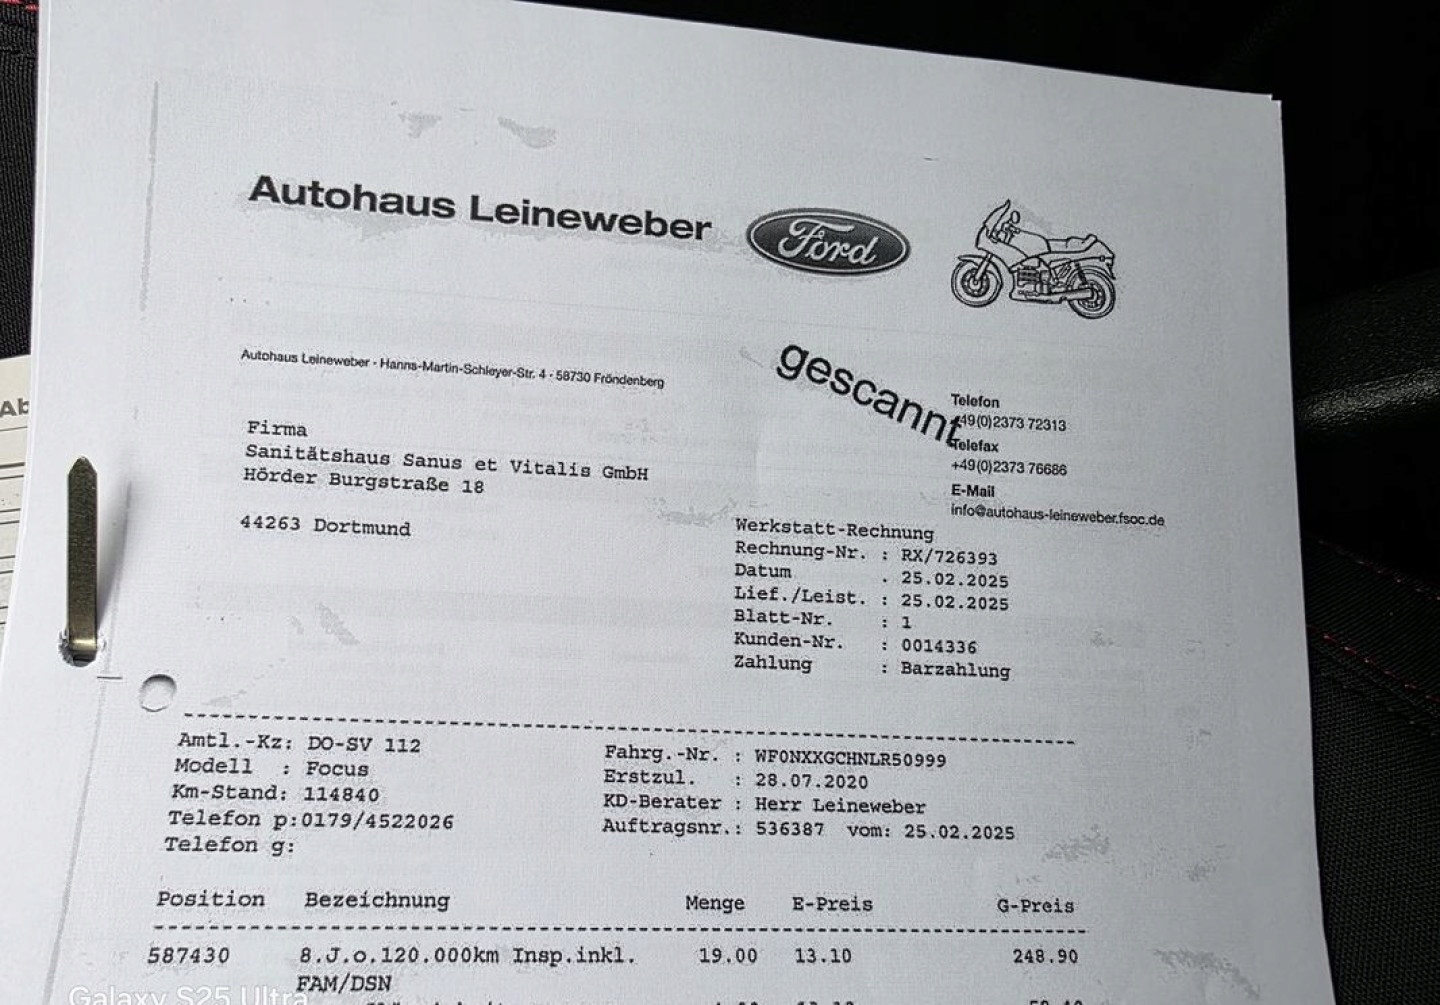 Autohaus Leineweber Ford
Autohaus Leineweber · Hanns-Martin-Schleyer-Str. 4 · 58730 Fröndenberg
gescannt
Telefon
+49(0)2373 72313
Telefax
+49(0)2373 76686
E-Mail
info@autohaus-leineweber.fsoc.de
Ab
Firma
Sanitätshaus Sanus et Vitalis GmbH
Hörder Burgstraße 18
44263 Dortmund
Werkstatt-Rechnung
Rechnung-Nr. : RX/726393
Datum . 25.02.2025
Lief./Leist. : 25.02.2025
Blatt-Nr. : 1
Kunden-Nr. : 0014336
Zahlung : Barzahlung
Amtl.-Kz: DO-SV 112
Modell : Focus
Km-Stand: 114840
Telefon p:0179/4522026
Telefon g:
Fahrg.-Nr. : WF0NXXGCHNLR50999
Erstzul. : 28.07.2020
KD-Berater : Herr Leineweber
Auftragsnr.: 536387 vom: 25.02.2025
Position Bezeichnung Menge E-Preis G-Preis
587430 8.J.o.120.000km Insp.inkl. 19.00 13.10 248.90
FAM/DSN
Galaxy S25 Ultra